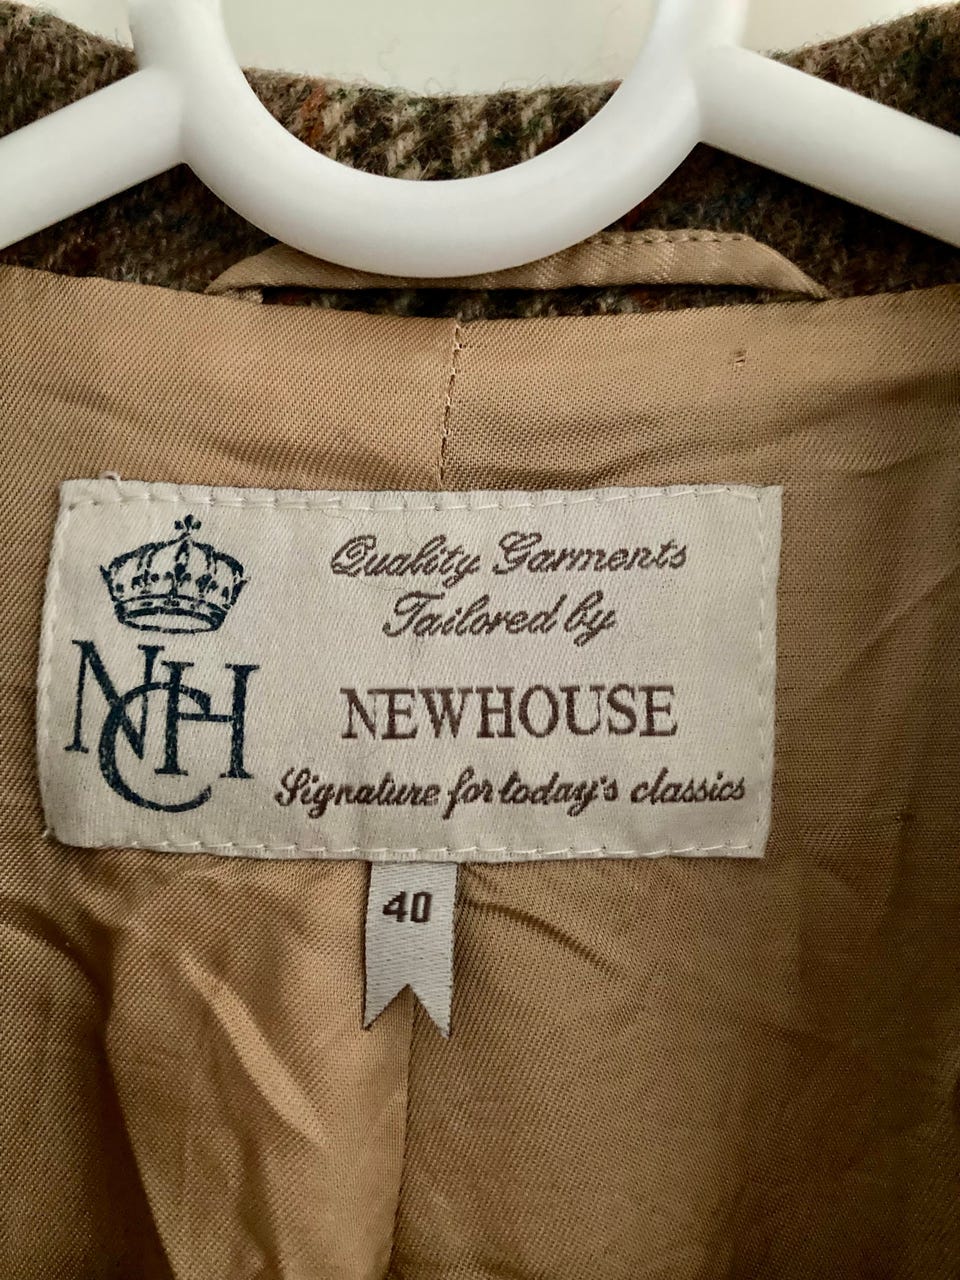 NCH
Quality Garments
Tailored by
NEWHOUSE
Signature for today's classics
40